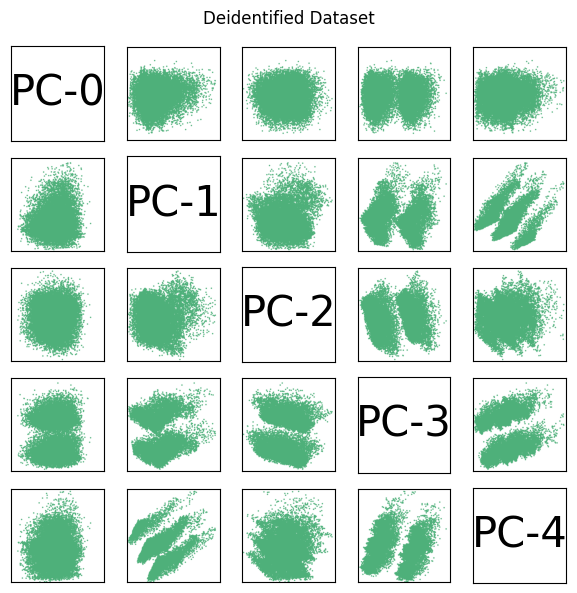 Deidentified Dataset
PC-0
PC-1
PC-2
PC-3
PC-4